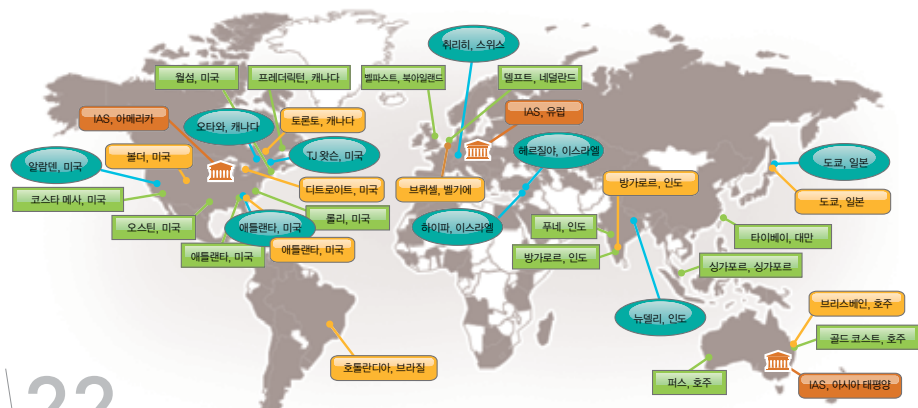 취리히, 스위스
월섬, 미국
프레더릭턴, 캐나다
벨파스트, 북아일랜드
델프트, 네덜란드
IAS, 아메리카
오타와, 캐나다
토론토, 캐나다
IAS, 유럽
볼더, 미국
TJ 왓슨, 미국
헤르질야, 이스라엘
알람덴, 미국
도쿄, 일본
디트로이트, 미국
브뤼셀, 벨기에
방가로르, 인도
도쿄, 일본
코스타 메사, 미국
롤리, 미국
오스틴, 미국
애틀랜타, 미국
하이파, 이스라엘
푸네, 인도
타이베이, 대만
애틀랜타, 미국
애틀랜타, 미국
방가로르, 인도
싱가포르, 싱가포르
뉴델리, 인도
브리스베인, 호주
골드 코스트, 호주
호톨란디아, 브라질
퍼스, 호주
IAS, 아시아 태평양
22